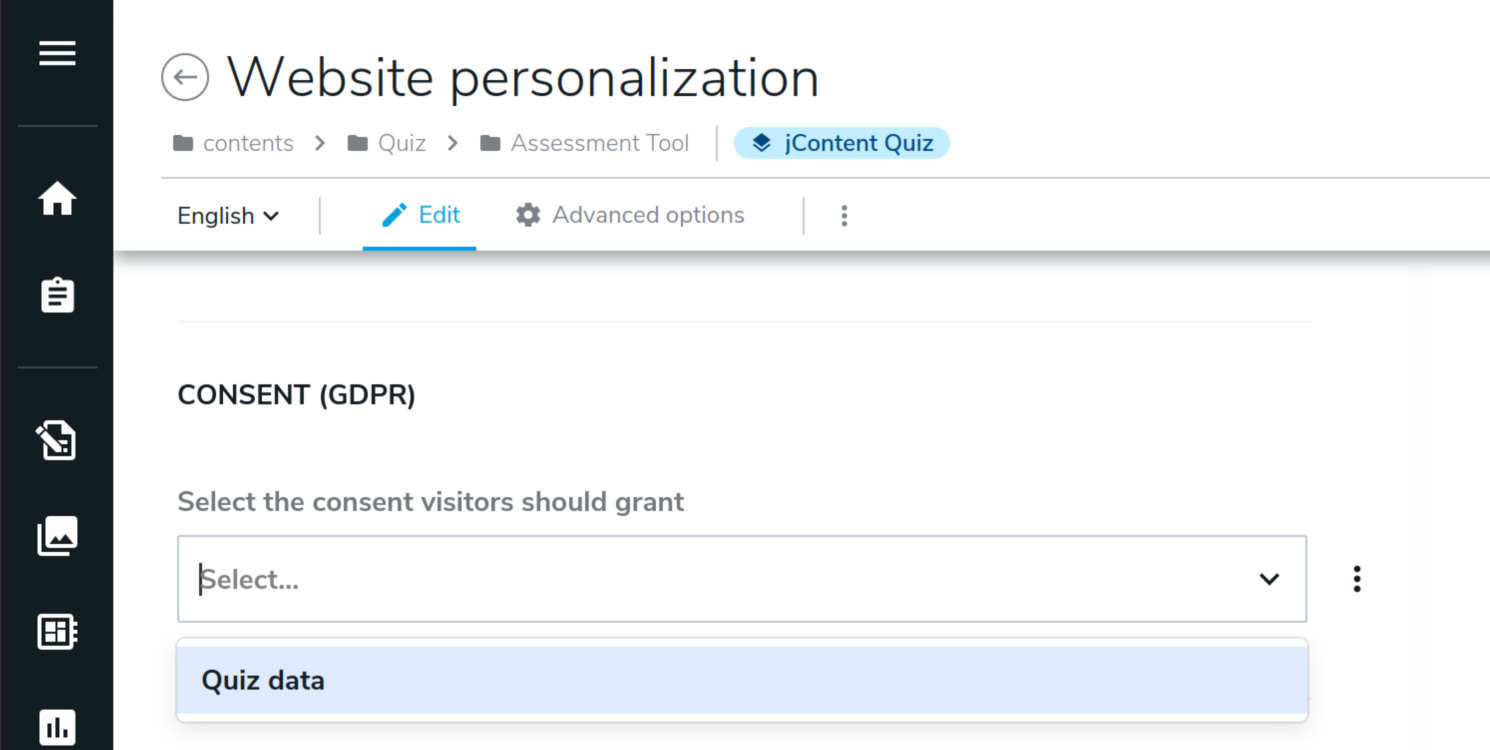 Website personalization
contents > Quiz > Assessment Tool jContent Quiz
English Edit Advanced options
CONSENT (GDPR)
Select the consent visitors should grant
Select...
Quiz data